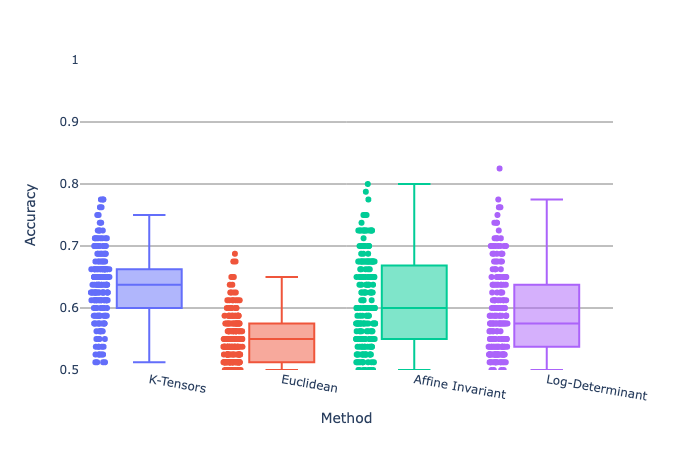 1
0.9
0.8
0.7
0.6
0.5
Accuracy
K-Tensors
Euclidean
Affine Invariant
Log-Determinant
Method